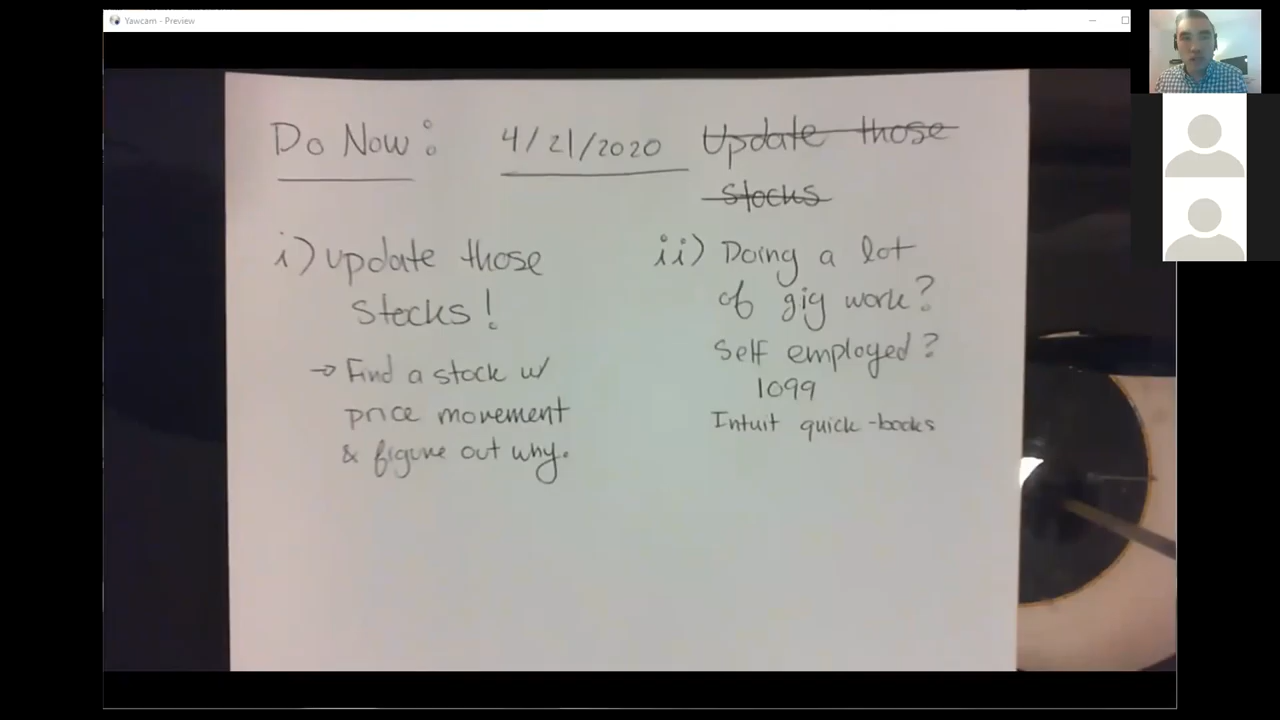 Yawcam - Preview
Do Now: 4/21/2020 Update those
stocks
i) update those
stocks!
→ Find a stock w/
price movement
& figure out why.
ii) Doing a lot
of gig work?
Self employed?
1099
Intuit quick-books